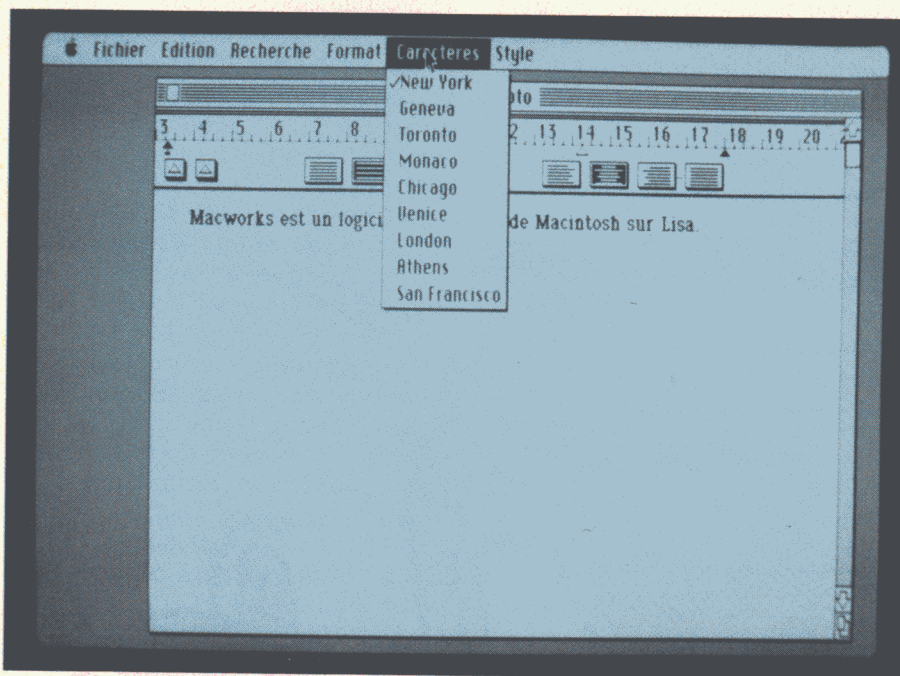 Fichier Edition Recherche Format Caracteres Style
oto
3 4 5 6 7 8 2 13 14 15 16 17 18 19 20
Macworks est un logici de Macintosh sur Lisa.
✓New York
Geneva
Toronto
Monaco
Chicago
Venice
London
Athens
San Francisco